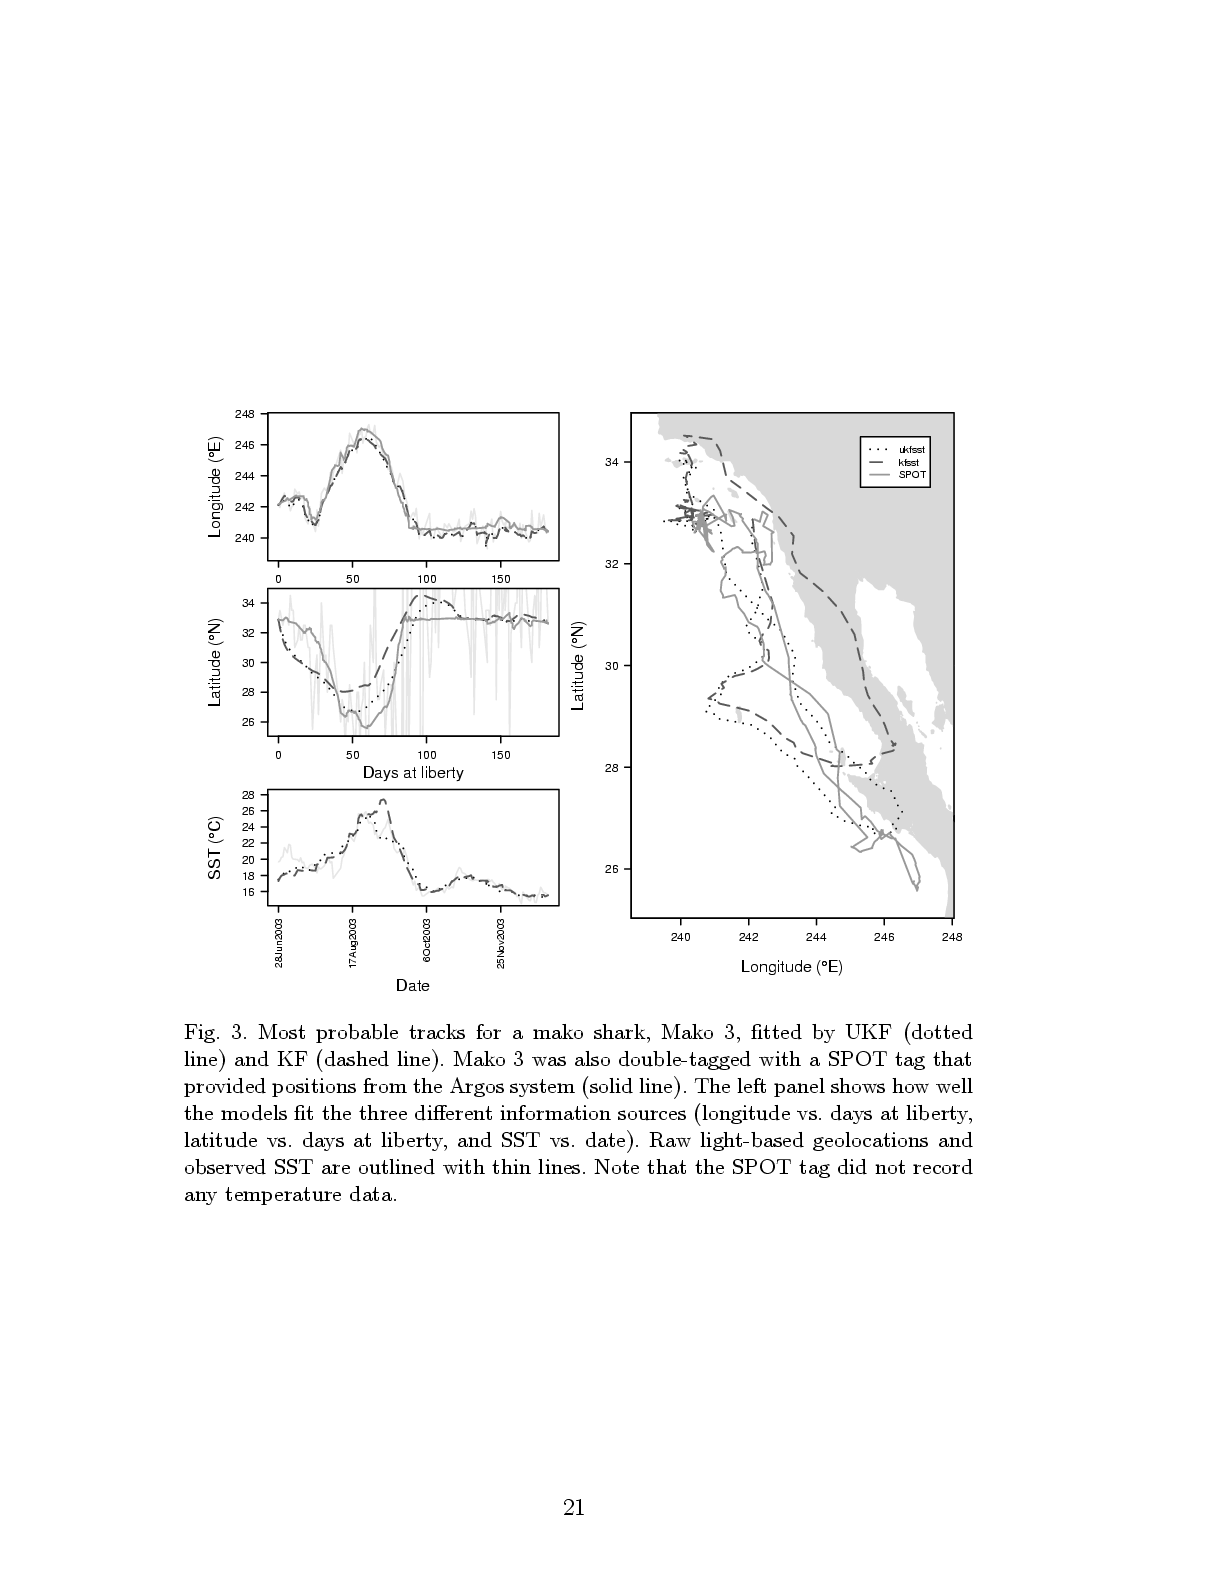 248
246
244
242
240
Longitude (°E)
0 50 100 150
34
32
30
28
26
Latitude (°N)
0 50 100 150
Days at liberty
28
26
24
22
20
18
16
SST (°C)
28Jun2003 17Aug2003 6Oct2003 25Nov2003
Date
34
32
30
28
26
Latitude (°N)
ukfsst
kfsst
SPOT
240 242 244 246 248
Longitude (°E)
Fig. 3. Most probable tracks for a mako shark, Mako 3, fitted by UKF (dotted
line) and KF (dashed line). Mako 3 was also double-tagged with a SPOT tag that
provided positions from the Argos system (solid line). The left panel shows how well
the models fit the three different information sources (longitude vs. days at liberty,
latitude vs. days at liberty, and SST vs. date). Raw light-based geolocations and
observed SST are outlined with thin lines. Note that the SPOT tag did not record
any temperature data.
21